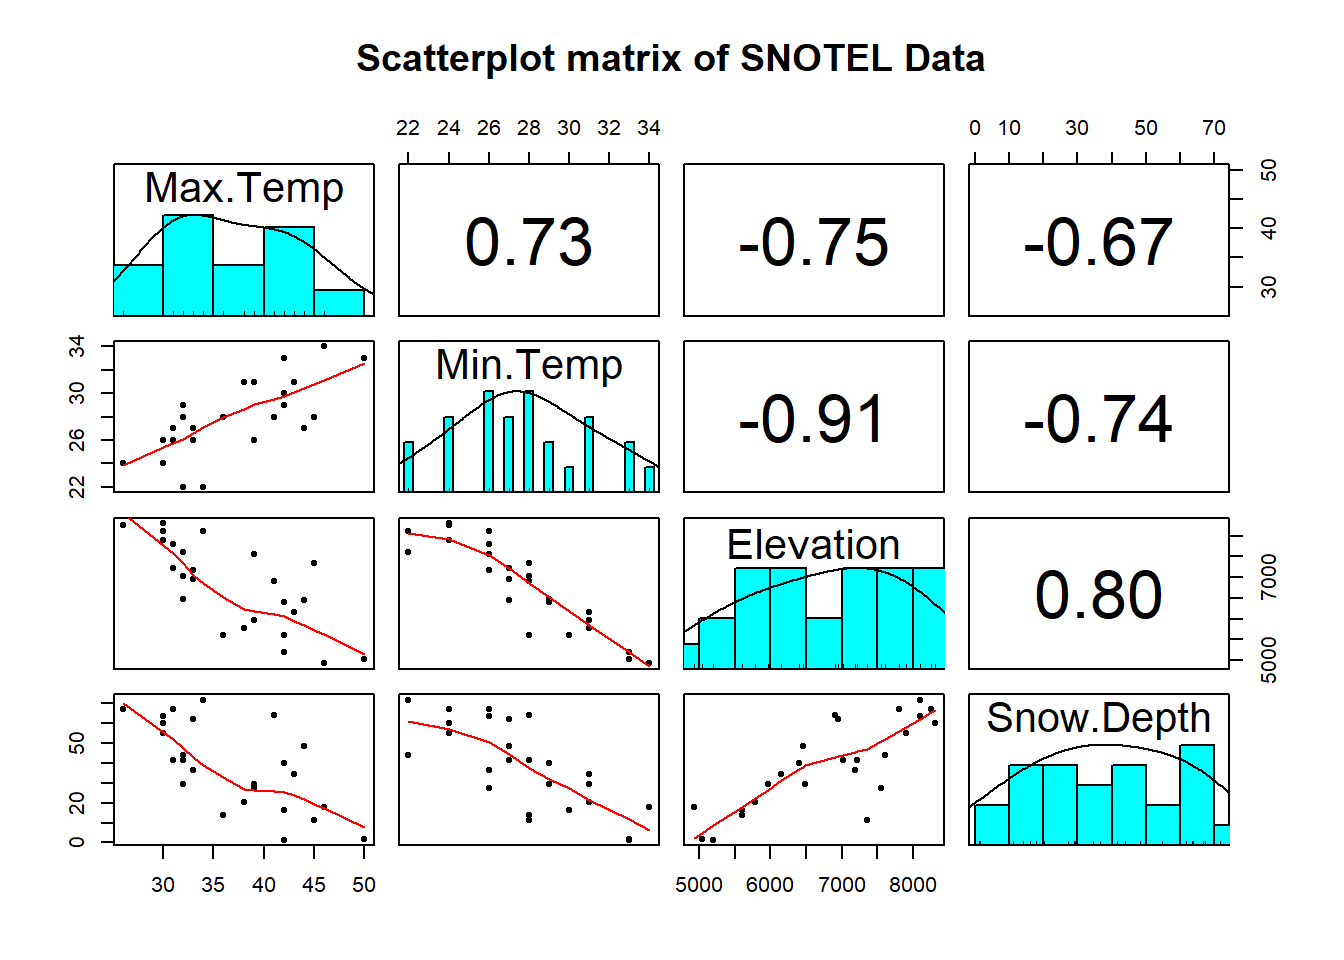 Scatterplot matrix of SNOTEL Data
22 24 26 28 30 32 34
0 10 30 50 70
Max.Temp
0.73
-0.75
-0.67
30 40 50
22 26 30 34
Min.Temp
-0.91
-0.74
Elevation
0.80
5000 7000
0 20 50
Snow.Depth
30 35 40 45 50
5000 6000 7000 8000